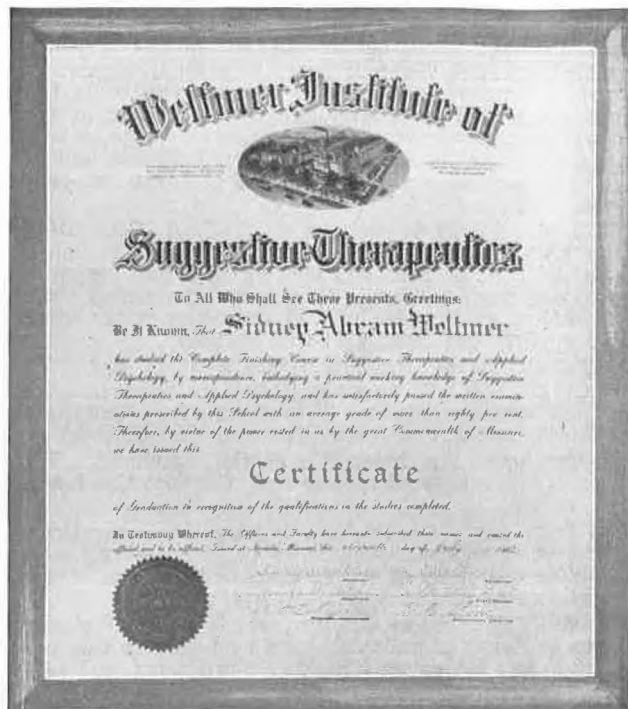 Weltmer Institute of
Suggestive Therapeutics
To All Who Shall See These Presents, Greetings:
Be It Known, That Sidney Abram Weltmer
has studied the Complete Finishing Course in Suggestive Therapeutics and Applied
Psychology, by correspondence, embodying a practical working knowledge of Suggestive
Therapeutics and Applied Psychology, and has satisfactorily passed the written examin-
ations prescribed by this School with an average grade of more than eighty per cent.
Therefore, by virtue of the power vested in us by the great Commonwealth of Missouri,
we have issued this
Certificate
of Graduation in recognition of the qualifications in the studies completed.
In Testimony Whereof, The Officers and Faculty have hereunto subscribed their names and caused the
official seal to be affixed. Issued at Nevada, Missouri, this day of